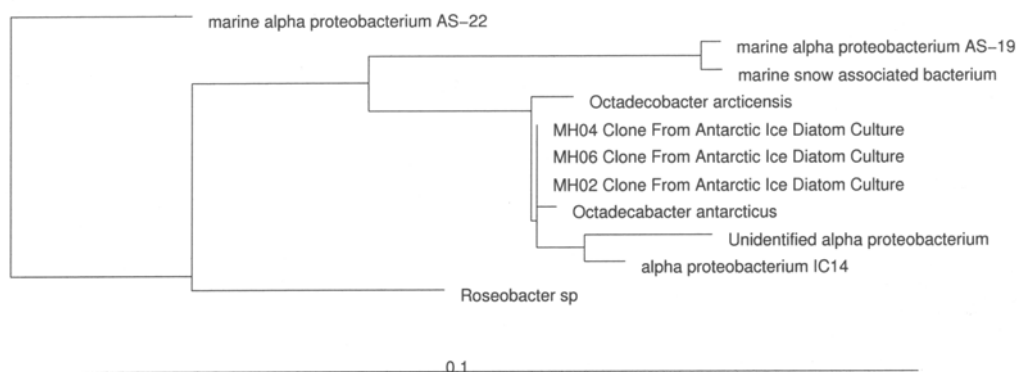 marine alpha proteobacterium AS-22
marine alpha proteobacterium AS-19
marine snow associated bacterium
Octadecobacter arcticensis
MH04 Clone From Antarctic Ice Diatom Culture
MH06 Clone From Antarctic Ice Diatom Culture
MH02 Clone From Antarctic Ice Diatom Culture
Octadecabacter antarcticus
Unidentified alpha proteobacterium
alpha proteobacterium IC14
Roseobacter sp
0.1